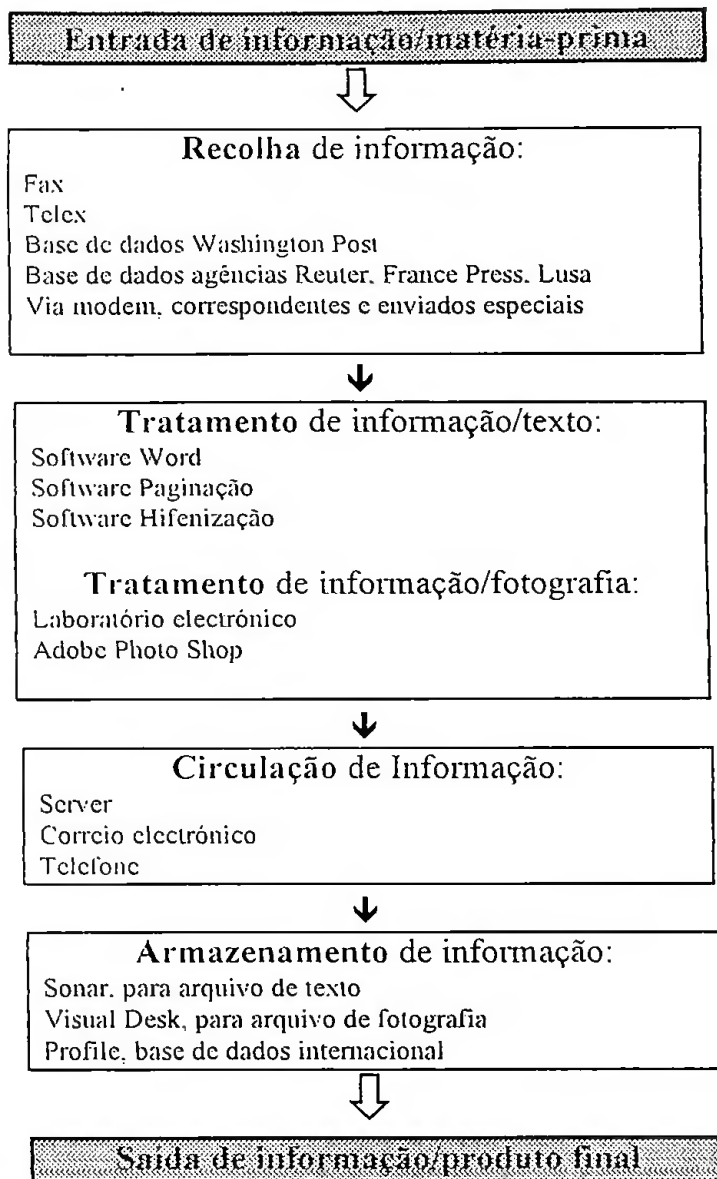 Entrada de informação/matéria-prima
Recolha de informação:
Fax
Telex
Base de dados Washington Post
Base de dados agências Reuter. France Press. Lusa
Via modem, correspondentes e enviados especiais
Tratamento de informação/texto:
Software Word
Software Paginação
Software Hifenização
Tratamento de informação/fotografia:
Laboratório electrónico
Adobe Photo Shop
Circulação de Informação:
Server
Correio electrónico
Telefone
Armazenamento de informação:
Sonar. para arquivo de texto
Visual Desk, para arquivo de fotografia
Profile, base de dados internacional
Saída de informação/produto final